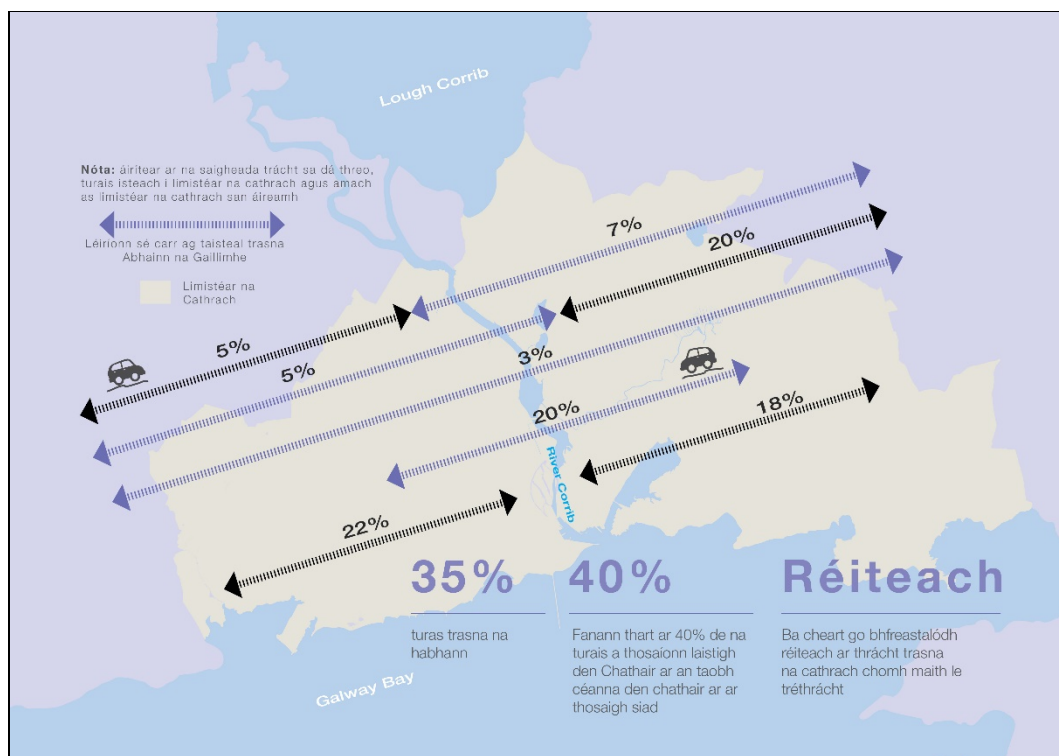 Lough Corrib
Nóta: áirítear ar na saigheada trácht sa dá threo,
turais isteach i limistéar na cathrach agus amach
as limistéar na cathrach san áireamh
Léiríonn sé carr ag taisteal trasna
Abhainn na Gaillimhe
Limistéar na
Cathrach
7%
20%
5%
5%
3%
20%
18%
22%
River Corrib
35%
turas trasna na
habhann
40%
Fanann thart ar 40% de na
turais a thosaíonn laistigh
den Chathair ar an taobh
céanna den chathair ar ar
thosaigh siad
Réiteach
Ba cheart go bhfreastalódh
réiteach ar thrácht trasna
na cathrach chomh maith le
tréthrácht
Galway Bay